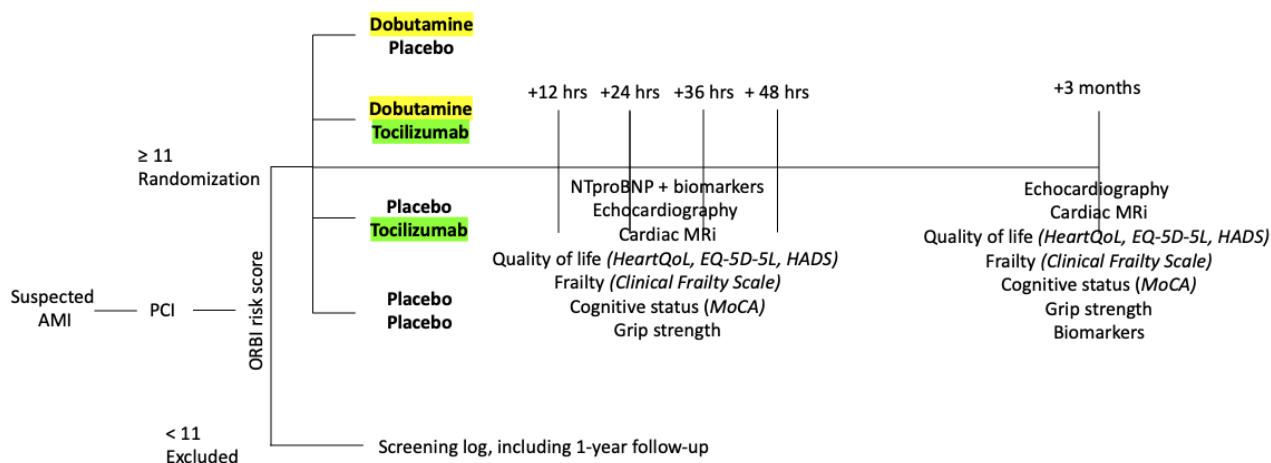 Suspected
AMI
PCI
ORBI risk score
≥ 11
Randomization
< 11
Excluded
Dobutamine
Placebo
Dobutamine
Tocilizumab
Placebo
Tocilizumab
Placebo
Placebo
+12 hrs
+24 hrs
+36 hrs
+ 48 hrs
+3 months
NTproBNP + biomarkers
Echocardiography
Cardiac MRi
Quality of life (HeartQoL, EQ-5D-5L, HADS)
Frailty (Clinical Frailty Scale)
Cognitive status (MoCA)
Grip strength
Echocardiography
Cardiac MRi
Quality of life (HeartQoL, EQ-5D-5L, HADS)
Frailty (Clinical Frailty Scale)
Cognitive status (MoCA)
Grip strength
Biomarkers
Screening log, including 1-year follow-up